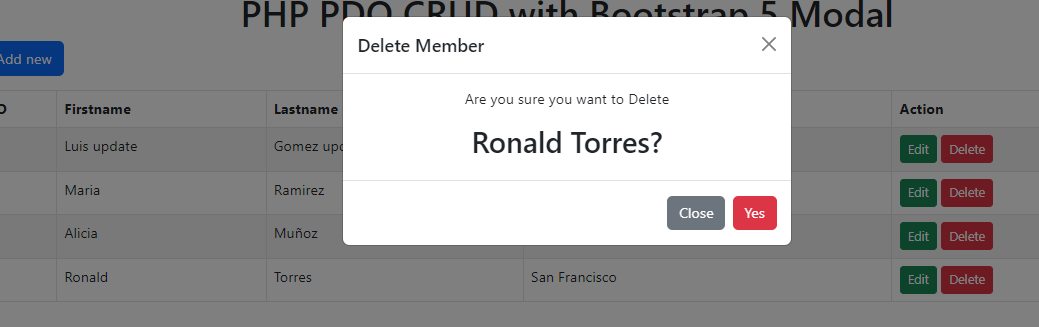 PHP PDO CRUD with Bootstrap 5 Modal
Delete Member
Add new
Are you sure you want to Delete
Ronald Torres?
Close Yes
Firstname Lastname Action
Luis update Gomez Edit Delete
Maria Ramirez Edit Delete
Alicia Muñoz Edit Delete
Ronald Torres San Francisco Edit Delete